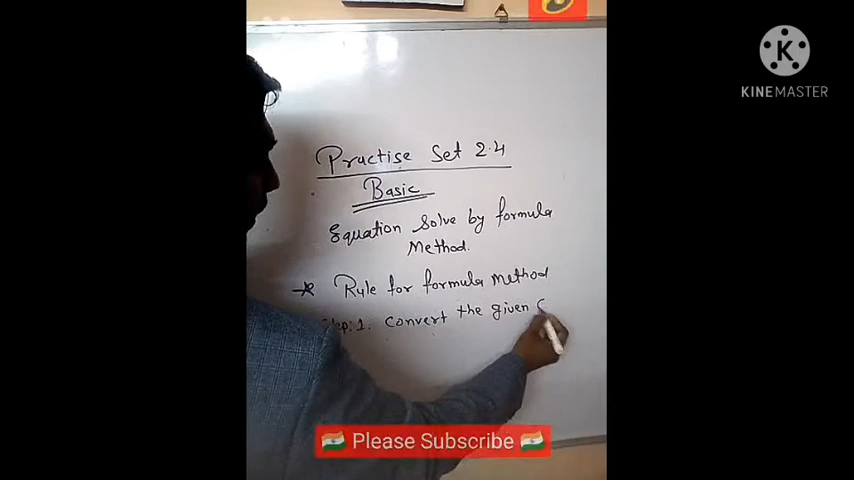 KINEMASTER
Practise Set 2.4
Basic
Equation Solve by formula
Method.
Rule for formula Method
Step:1. Convert the given
Please Subscribe